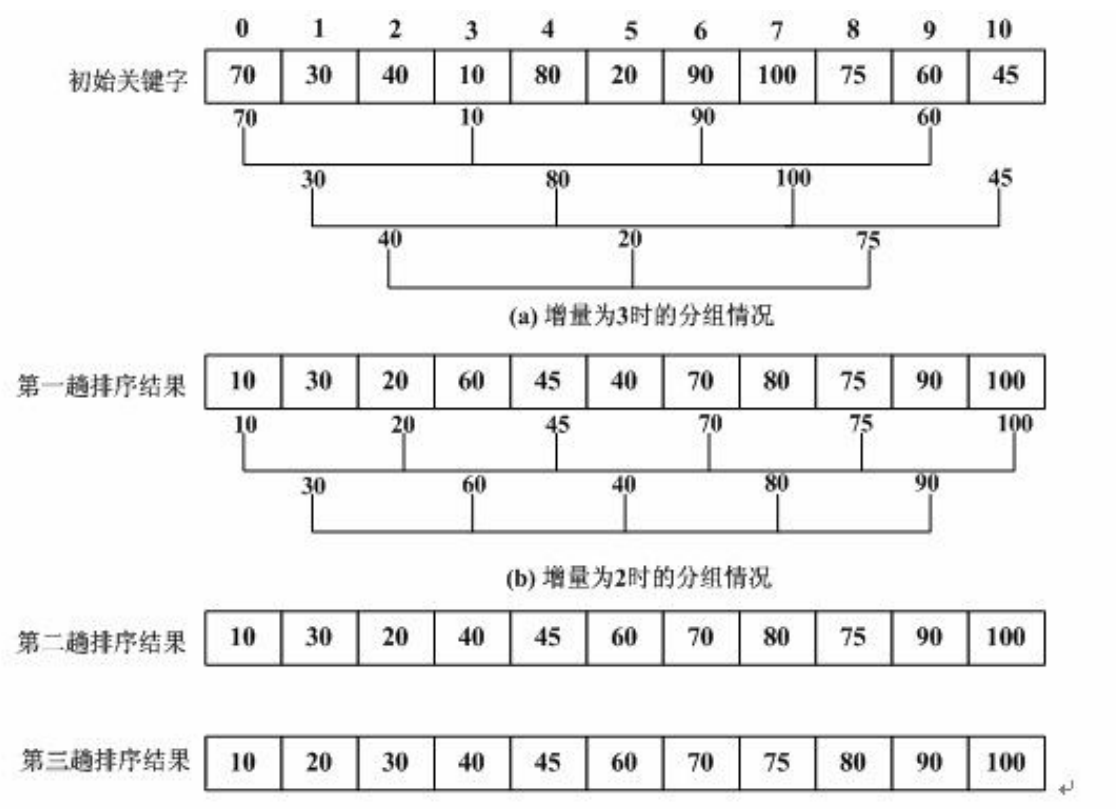 0 1 2 3 4 5 6 7 8 9 10
初始关键字 70 30 40 10 80 20 90 100 75 60 45
70 10 90 60
30 80 100 45
40 20 75
(a) 增量为3时的分组情况
第一趟排序结果 10 30 20 60 45 40 70 80 75 90 100
10 20 45 70 75 100
30 60 40 80 90
(b) 增量为2时的分组情况
第二趟排序结果 10 30 20 40 45 60 70 80 75 90 100
第三趟排序结果 10 20 30 40 45 60 70 75 80 90 100